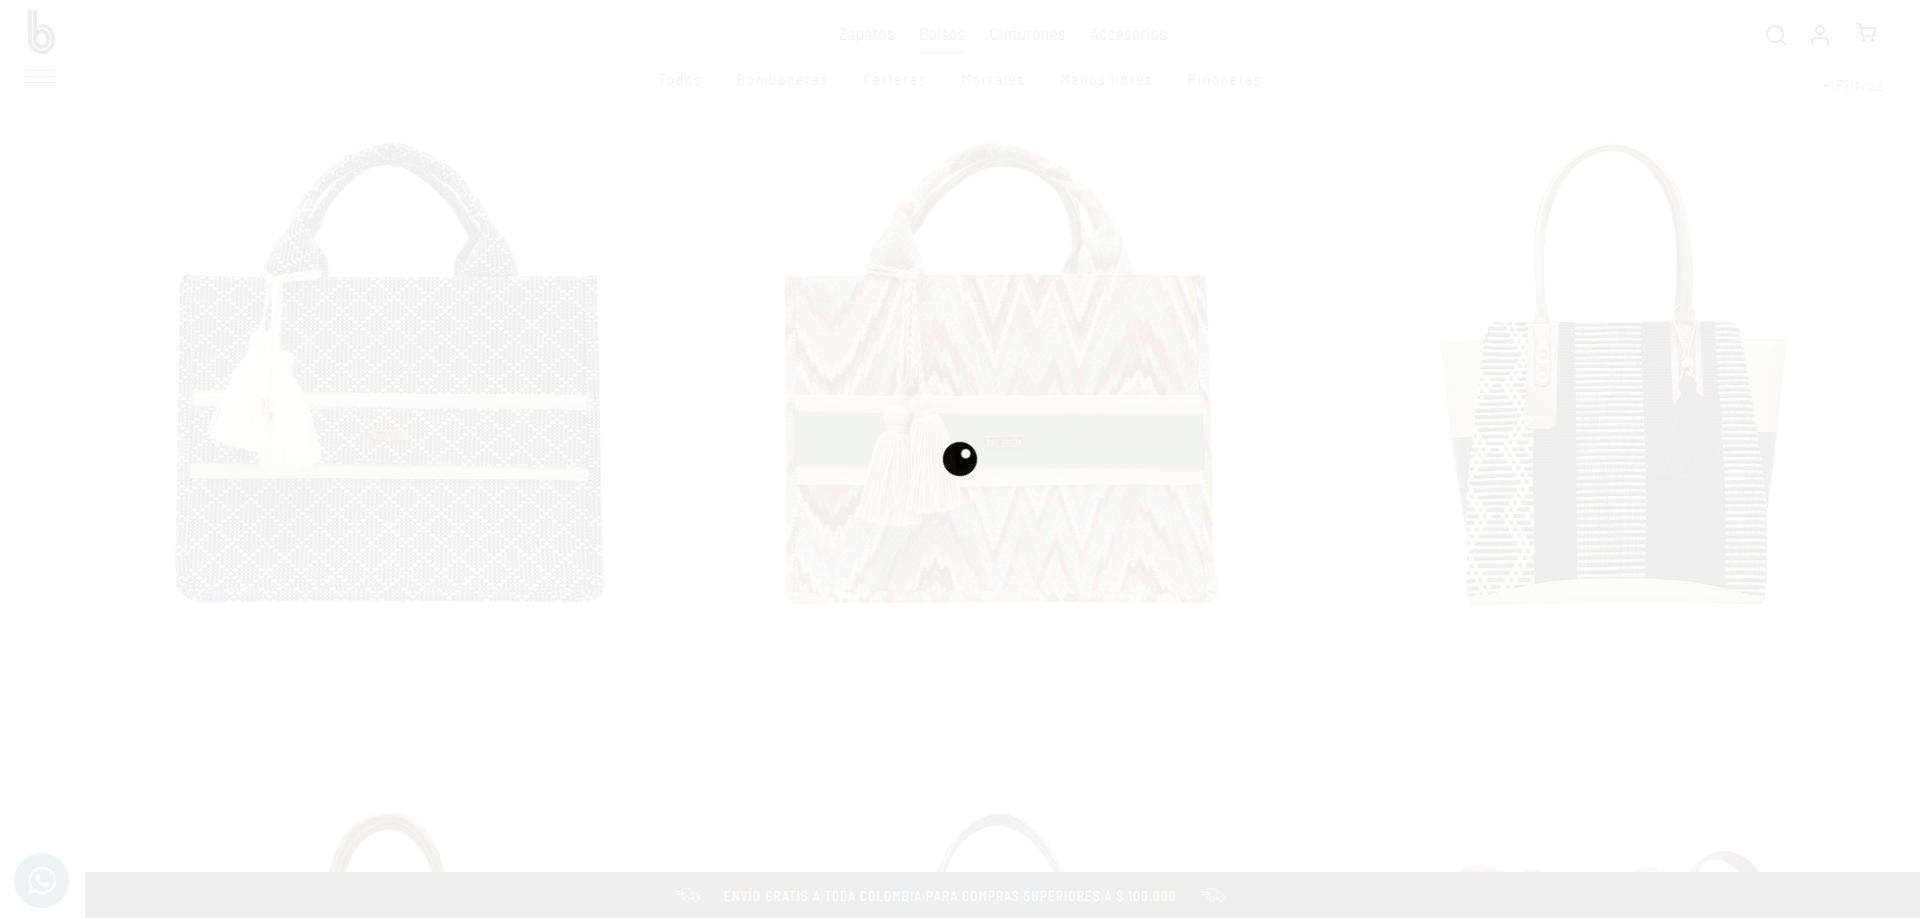 b
Zapatos Bolsos Cinturones Accesorios
Todos Bomboneras Carteras Morrales Manos libres Riñoneras
+ Filtros
ENVÍO GRATIS A TODA COLOMBIA PARA COMPRAS SUPERIORES A $ 100.000